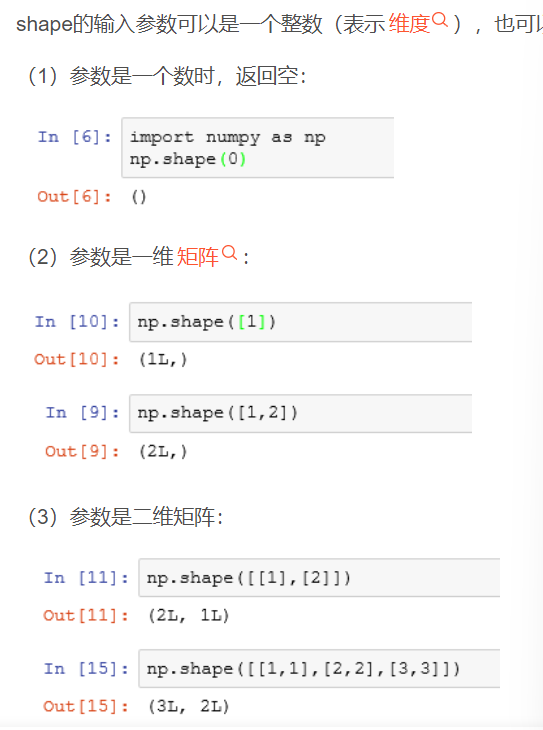 shape的输入参数可以是一个整数（表示 维度），也可
（1）参数是一个数时，返回空：
In [6]: import numpy as np
np.shape(0)
Out[6]: ()
（2）参数是一维 矩阵：
In [10]: np.shape([1])
Out[10]: (1L,)
In [9]: np.shape([1,2])
Out[9]: (2L,)
（3）参数是二维矩阵：
In [11]: np.shape([[1],[2]])
Out[11]: (2L, 1L)
In [15]: np.shape([[1,1],[2,2],[3,3]])
Out[15]: (3L, 2L)